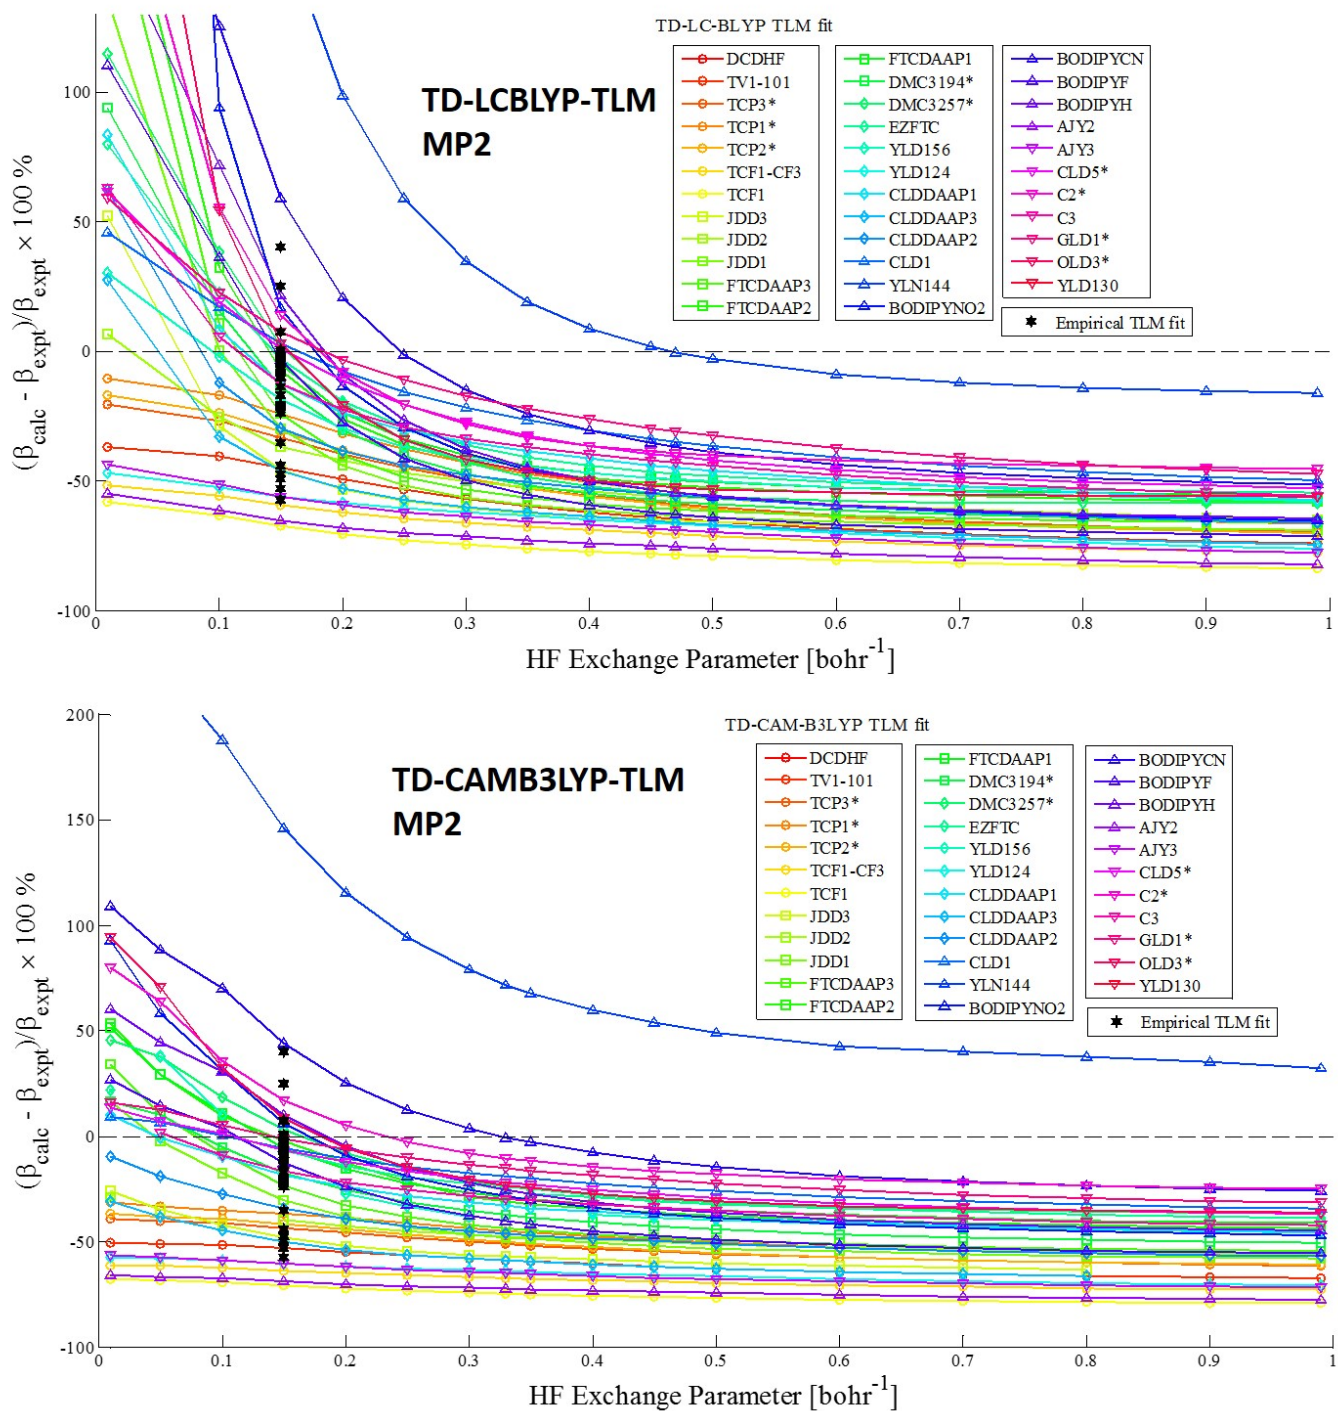 TD-LC-BLYP TLM fit
TD-LCBLYP-TLM
MP2
DCDHF
TV1-101
TCP3*
TCP1*
TCP2*
TCF1-CF3
TCF1
JDD3
JDD2
JDD1
FTCDAAP3
FTCDAAP2
FTCDAAP1
DMC3194*
DMC3257*
EZFTC
YLD156
YLD124
CLDDAAP1
CLDDAAP3
CLDDAAP2
CLD1
YLN144
BODIPYNO2
BODIPYCN
BODIPYF
BODIPYH
AJY2
AJY3
CLD5*
C2*
C3
GLD1*
OLD3*
YLD130
Empirical TLM fit
100
50
0
-50
-100
(βcalc - βexpt)/βexpt × 100 %
0 0.1 0.2 0.3 0.4 0.5 0.6 0.7 0.8 0.9 1
HF Exchange Parameter [bohr-1]
TD-CAM-B3LYP TLM fit
TD-CAMB3LYP-TLM
MP2
DCDHF
TV1-101
TCP3*
TCP1*
TCP2*
TCF1-CF3
TCF1
JDD3
JDD2
JDD1
FTCDAAP3
FTCDAAP2
FTCDAAP1
DMC3194*
DMC3257*
EZFTC
YLD156
YLD124
CLDDAAP1
CLDDAAP3
CLDDAAP2
CLD1
YLN144
BODIPYNO2
BODIPYCN
BODIPYF
BODIPYH
AJY2
AJY3
CLD5*
C2*
C3
GLD1*
OLD3*
YLD130
Empirical TLM fit
200
150
100
50
0
-50
-100
(βcalc - βexpt)/βexpt × 100 %
0 0.1 0.2 0.3 0.4 0.5 0.6 0.7 0.8 0.9 1
HF Exchange Parameter [bohr-1]